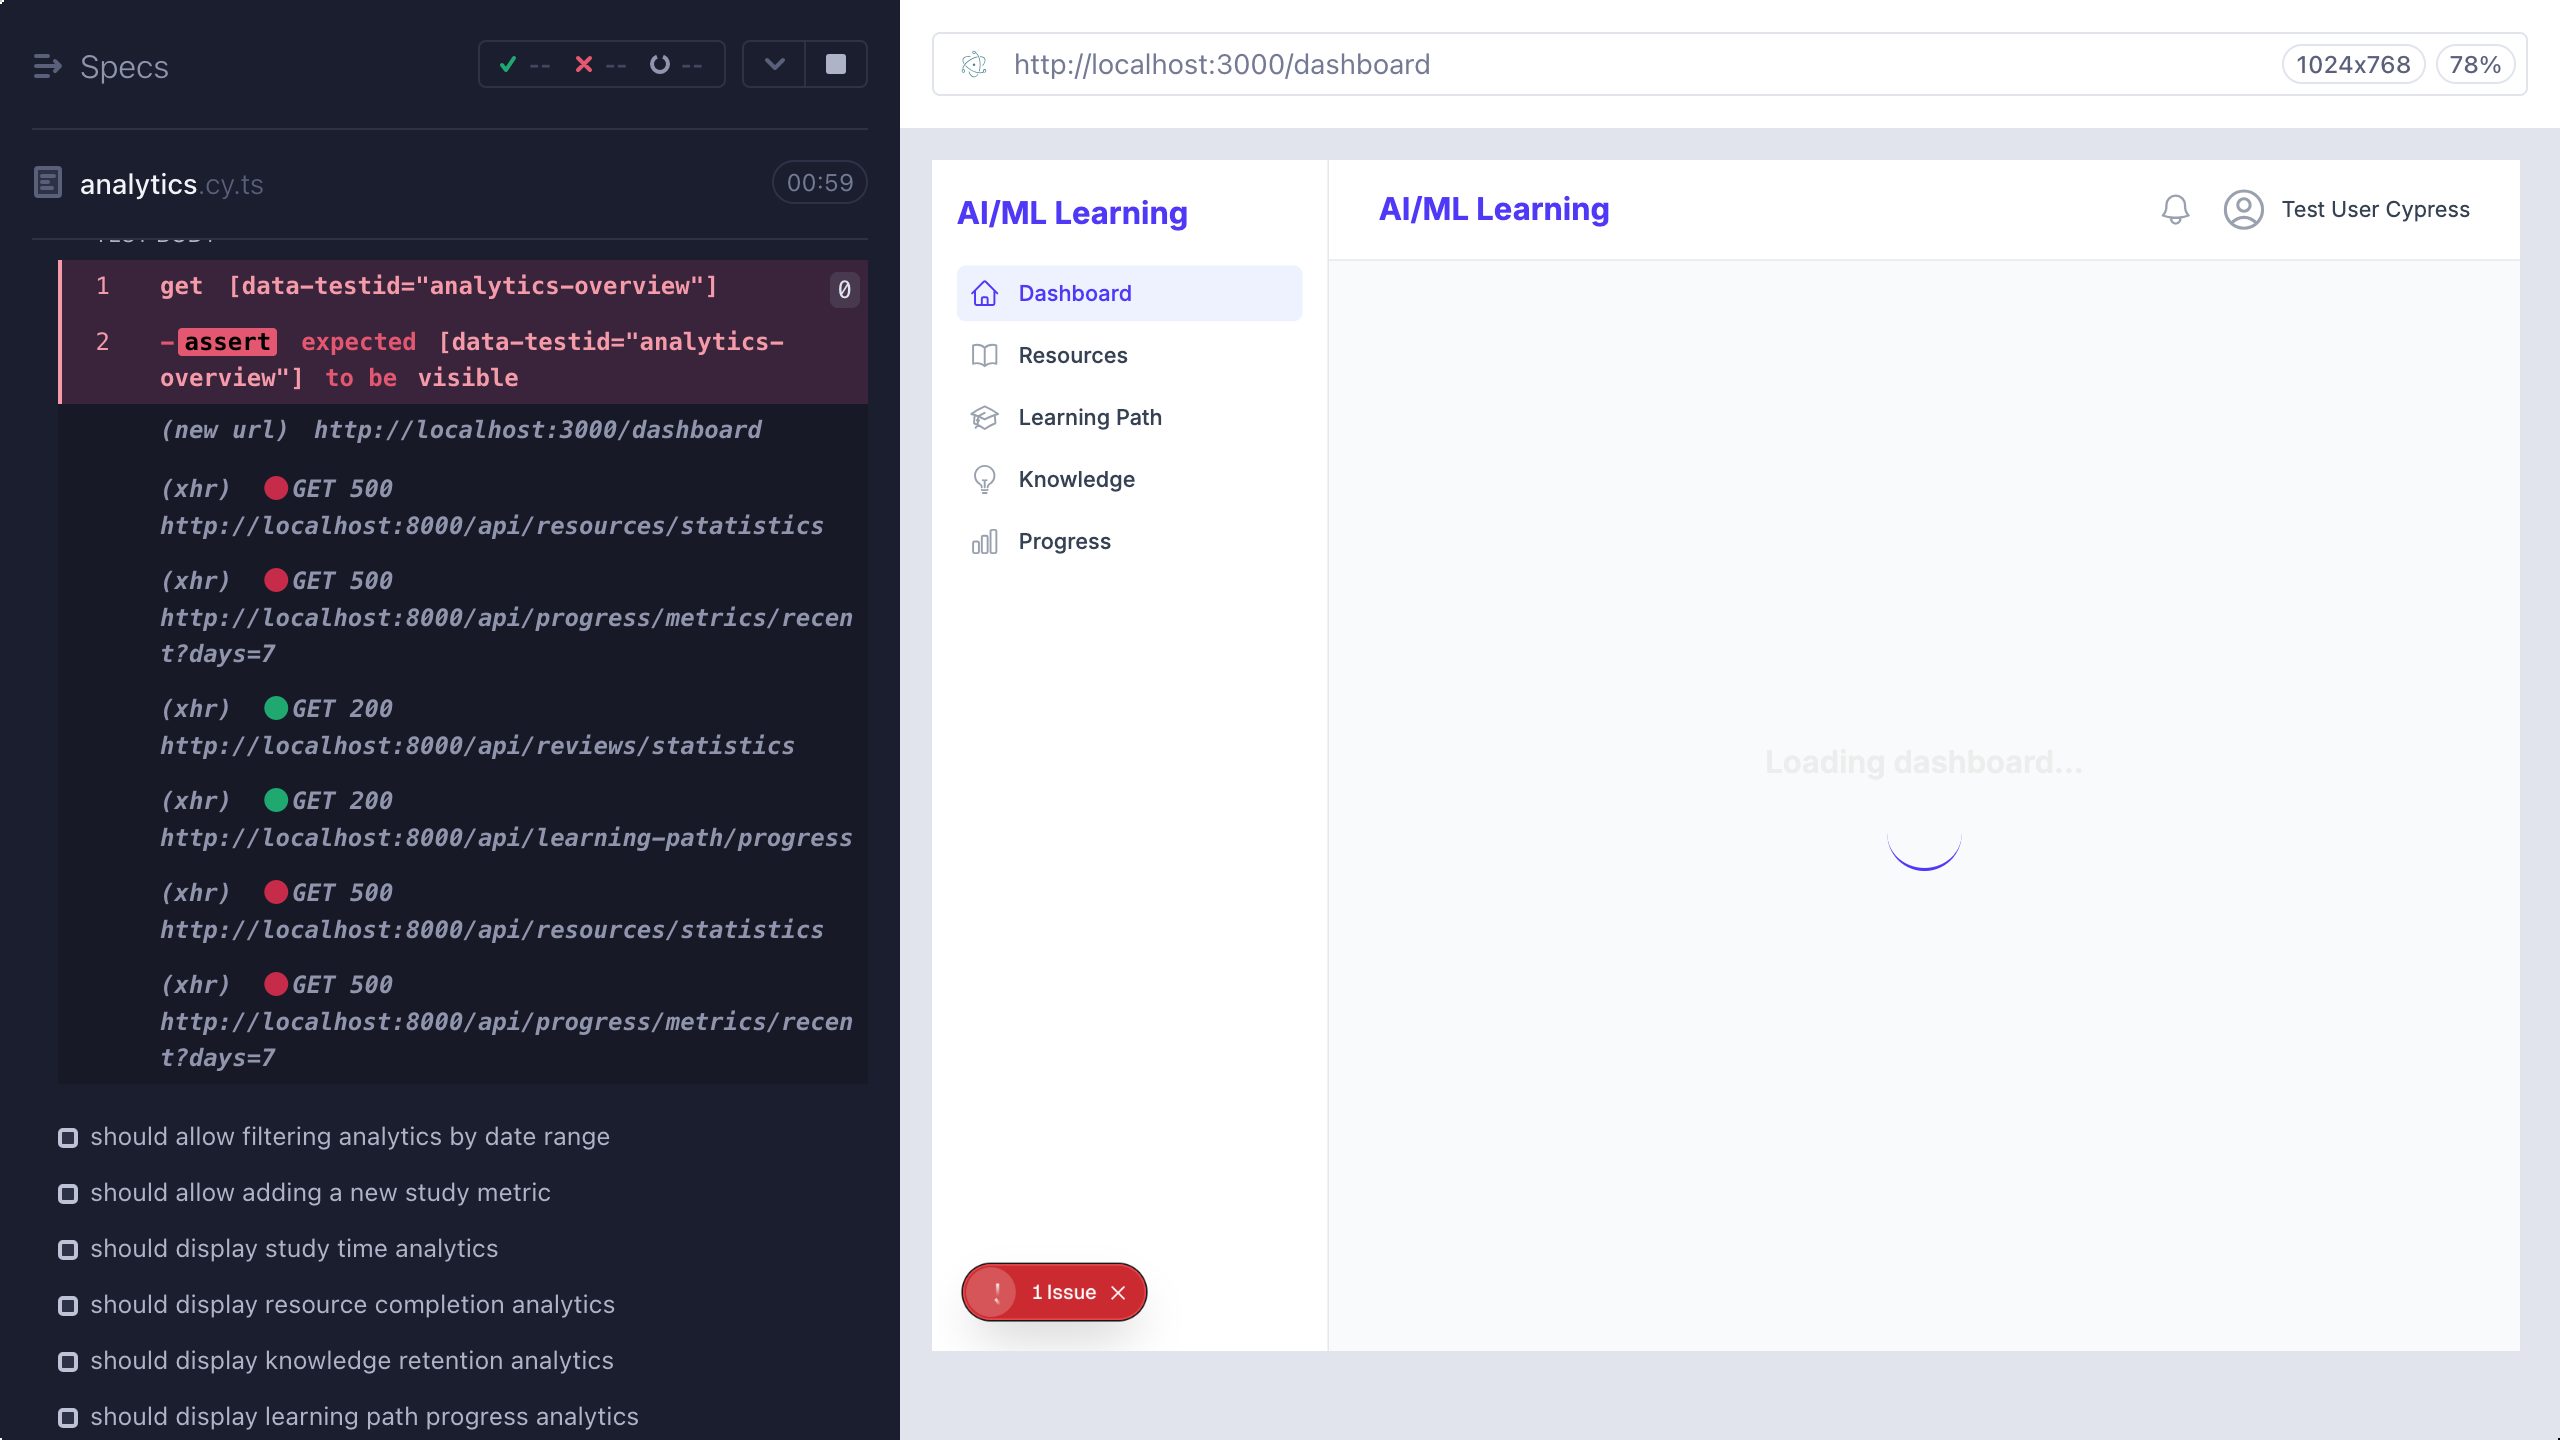 Specs
-- -- --
analytics.cy.ts
00:59
TEST BODY
1 get [data-testid="analytics-overview"] 0
2 -assert expected [data-testid="analytics-
overview"] to be visible
(new url) http://localhost:3000/dashboard
(xhr) GET 500
http://localhost:8000/api/resources/statistics
(xhr) GET 500
http://localhost:8000/api/progress/metrics/recen
t?days=7
(xhr) GET 200
http://localhost:8000/api/reviews/statistics
(xhr) GET 200
http://localhost:8000/api/learning-path/progress
(xhr) GET 500
http://localhost:8000/api/resources/statistics
(xhr) GET 500
http://localhost:8000/api/progress/metrics/recen
t?days=7
should allow filtering analytics by date range
should allow adding a new study metric
should display study time analytics
should display resource completion analytics
should display knowledge retention analytics
should display learning path progress analytics
http://localhost:3000/dashboard
1024x768
78%
AI/ML Learning
Dashboard
Resources
Learning Path
Knowledge
Progress
! 1 Issue
AI/ML Learning
Test User Cypress
Loading dashboard...